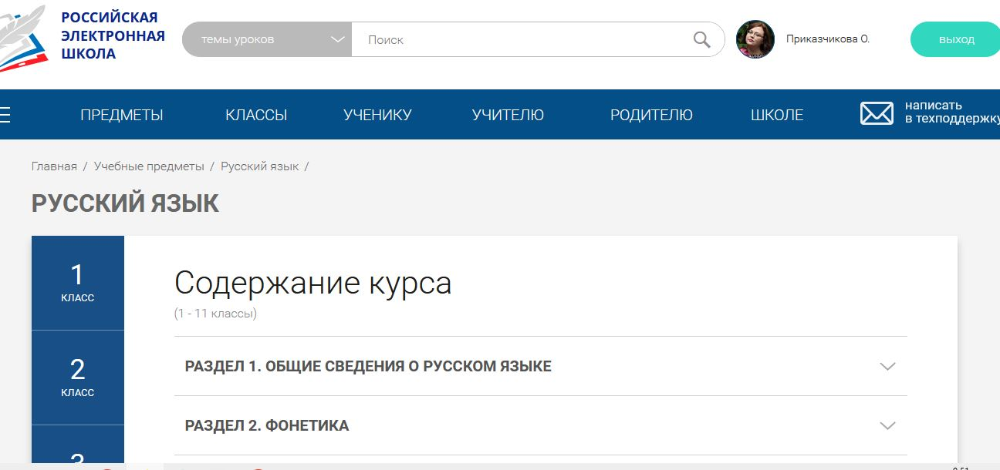 РОССИЙСКАЯ
ЭЛЕКТРОННАЯ
ШКОЛА
темы уроков
Поиск
Приказчикова О.
выход
ПРЕДМЕТЫ
КЛАССЫ
УЧЕНИКУ
УЧИТЕЛЮ
РОДИТЕЛЮ
ШКОЛЕ
написать
в техподдержку
Главная / Учебные предметы / Русский язык /
РУССКИЙ ЯЗЫК
1
КЛАСС
2
КЛАСС
3
Содержание курса
(1 - 11 классы)
РАЗДЕЛ 1. ОБЩИЕ СВЕДЕНИЯ О РУССКОМ ЯЗЫКЕ
РАЗДЕЛ 2. ФОНЕТИКА